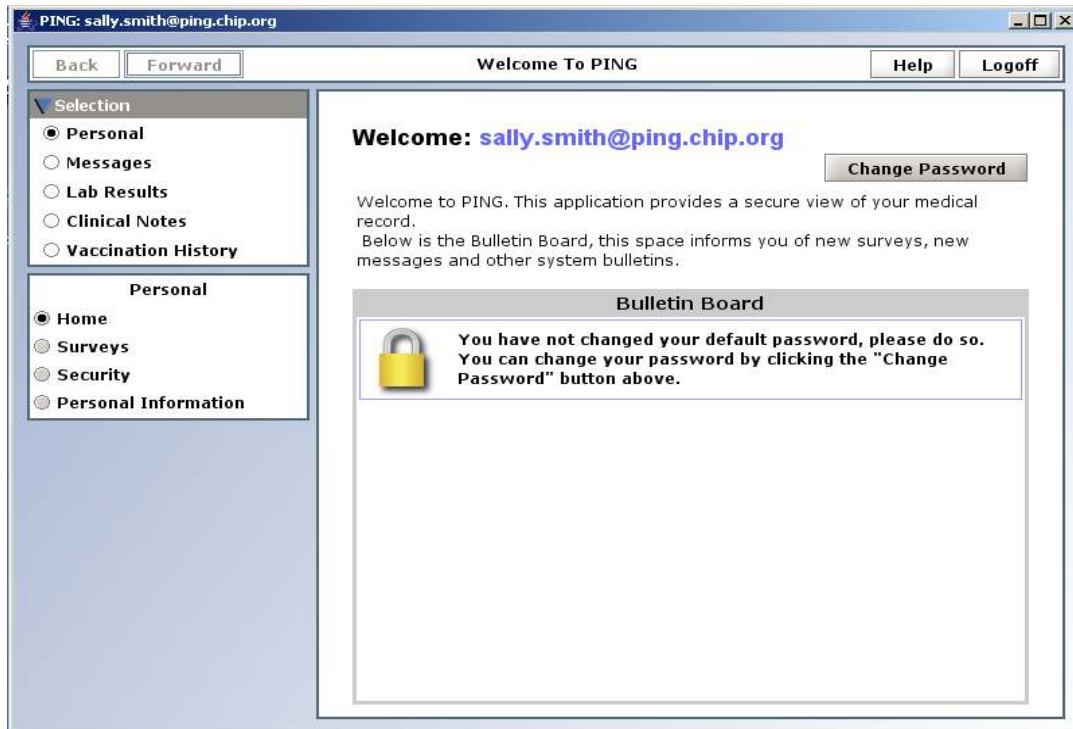 PING: sally.smith@ping.chip.org
Back
Forward
Welcome To PING
Help
Logoff
Selection
Personal
Messages
Lab Results
Clinical Notes
Vaccination History
Personal
Home
Surveys
Security
Personal Information
Welcome: sally.smith@ping.chip.org
Change Password
Welcome to PING. This application provides a secure view of your medical
record.
Below is the Bulletin Board, this space informs you of new surveys, new
messages and other system bulletins.
Bulletin Board
You have not changed your default password, please do so.
You can change your password by clicking the "Change
Password" button above.